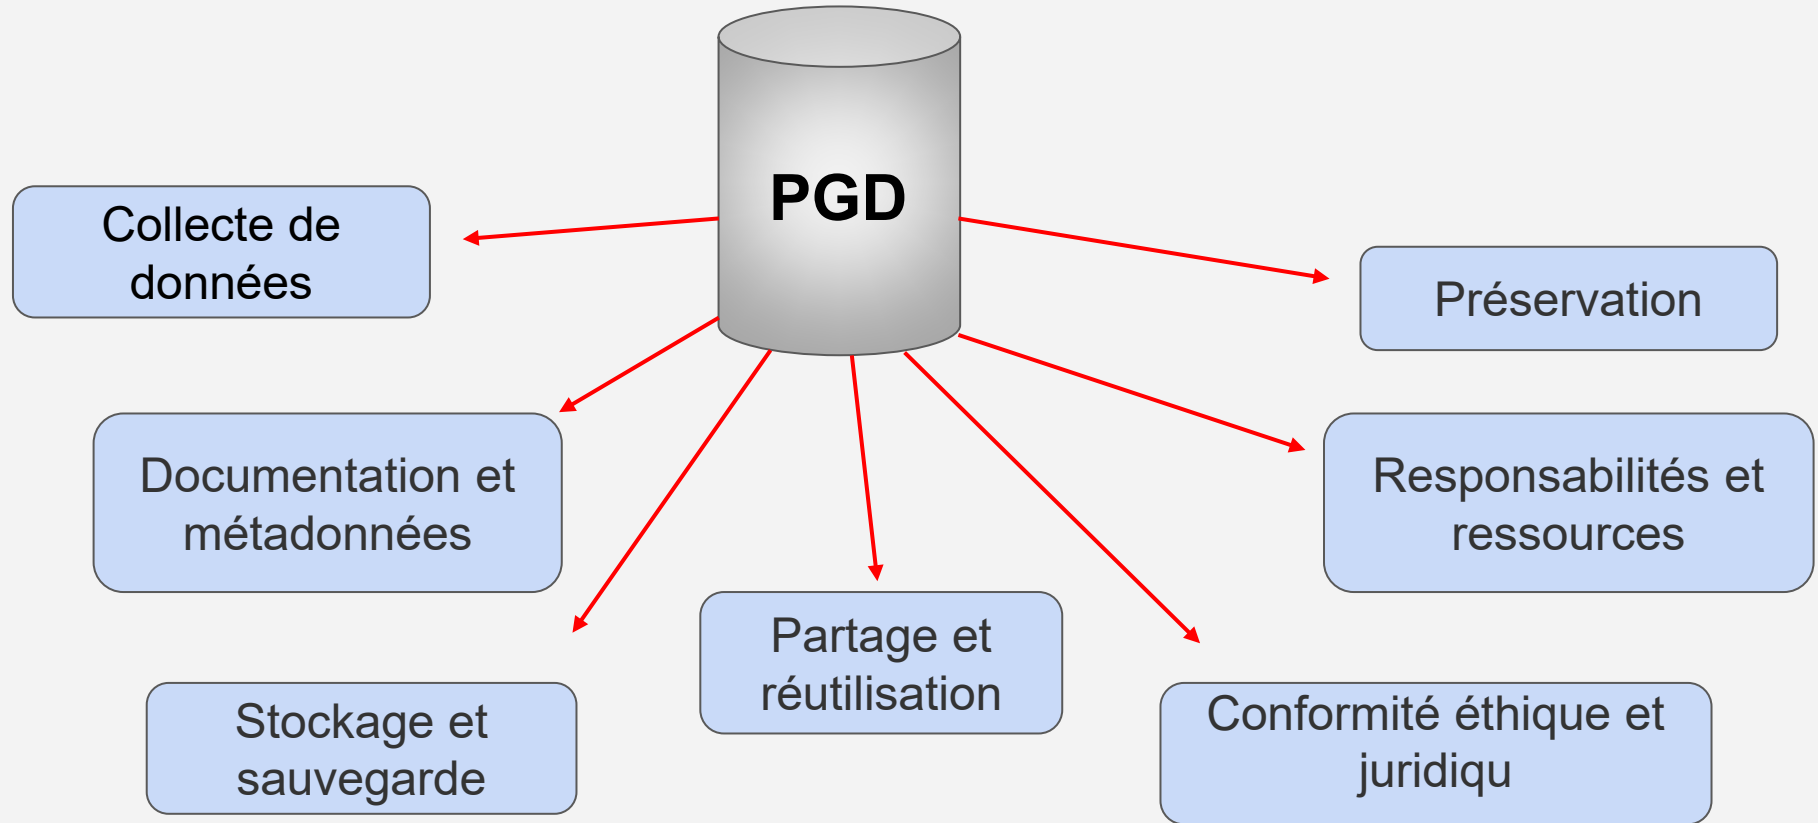 PGD
Collecte de
données
Préservation
Documentation et
métadonnées
Responsabilités et
ressources
Partage et
réutilisation
Stockage et
sauvegarde
Conformité éthique et
juridiqu